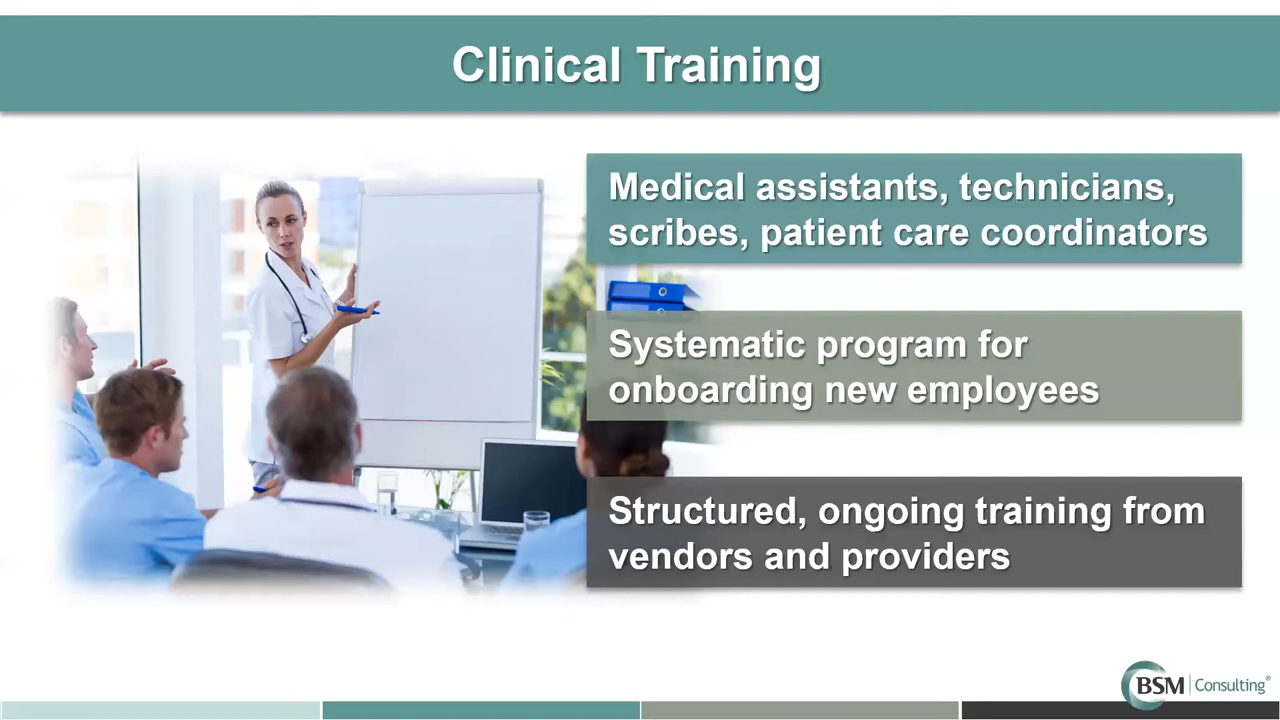 Clinical Training
Medical assistants, technicians,
scribes, patient care coordinators
Systematic program for
onboarding new employees
Structured, ongoing training from
vendors and providers
BSM | Consulting®